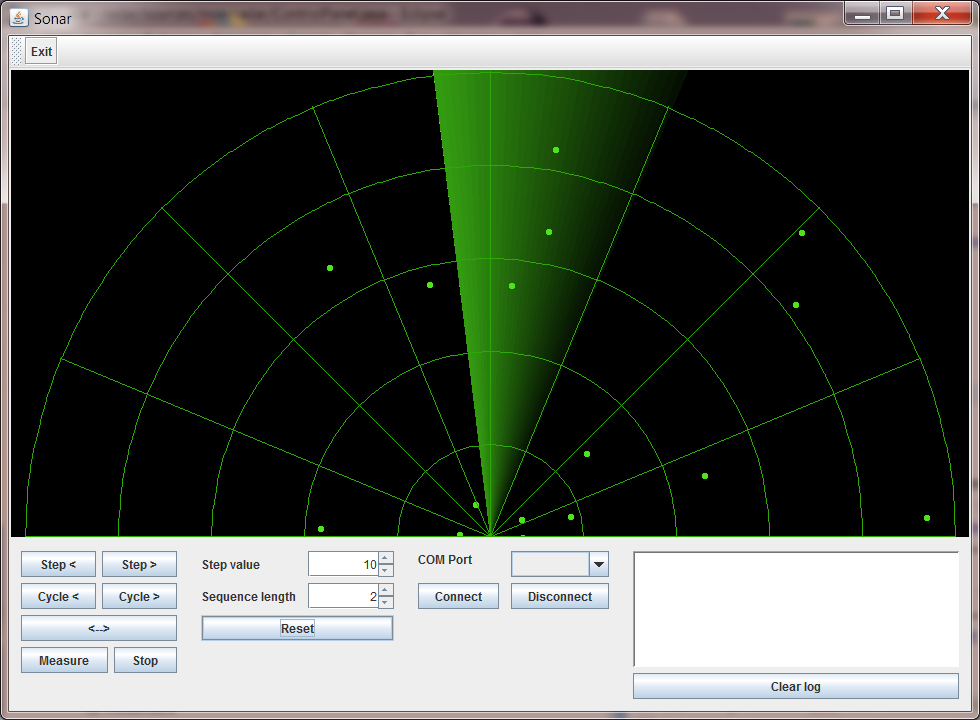 Sonar
Exit
Step <
Step >
Step value
10
COM Port
Cycle <
Cycle >
Sequence length
2
Connect
Disconnect
<-->
Reset
Measure
Stop
Clear log